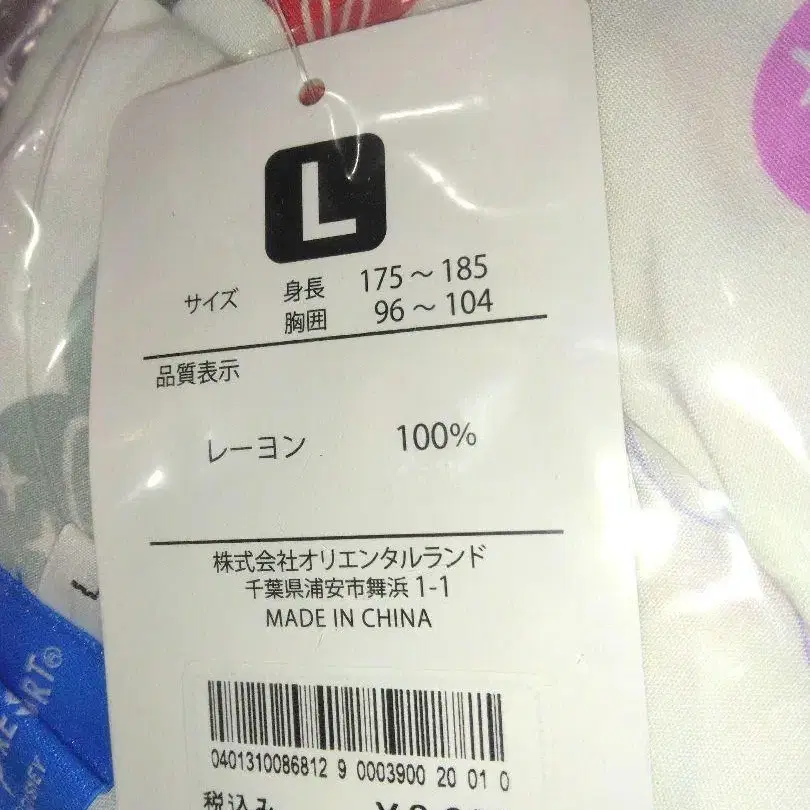 L
サイズ 身長 175～185
胸囲 96～104
品質表示
レーヨン 100%
株式会社オリエンタルランド
千葉県浦安市舞浜1-1
MADE IN CHINA
0401310086812 9 0003900 20 01 0
税込み
L